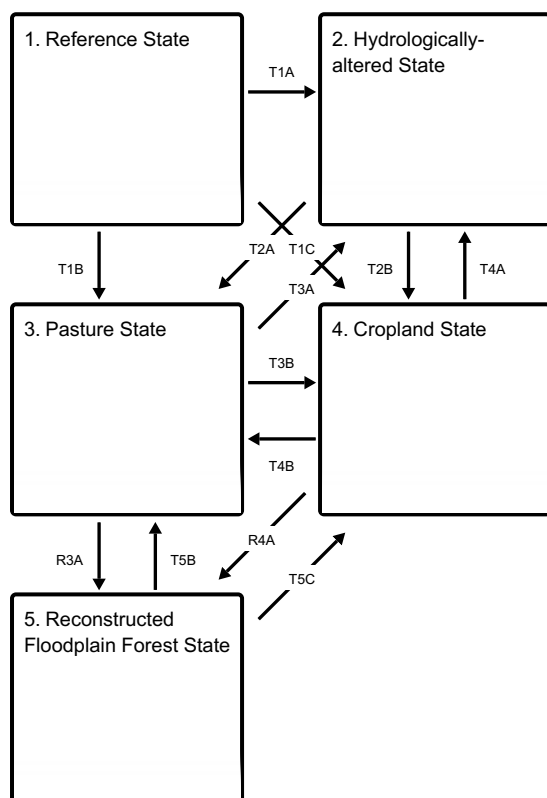 1. Reference State
2. Hydrologically-
altered State
T1A
T2A
T1C
T1B
T3A
T2B
T4A
3. Pasture State
4. Cropland State
T3B
T4B
R3A
T5B
R4A
T5C
5. Reconstructed
Floodplain Forest State